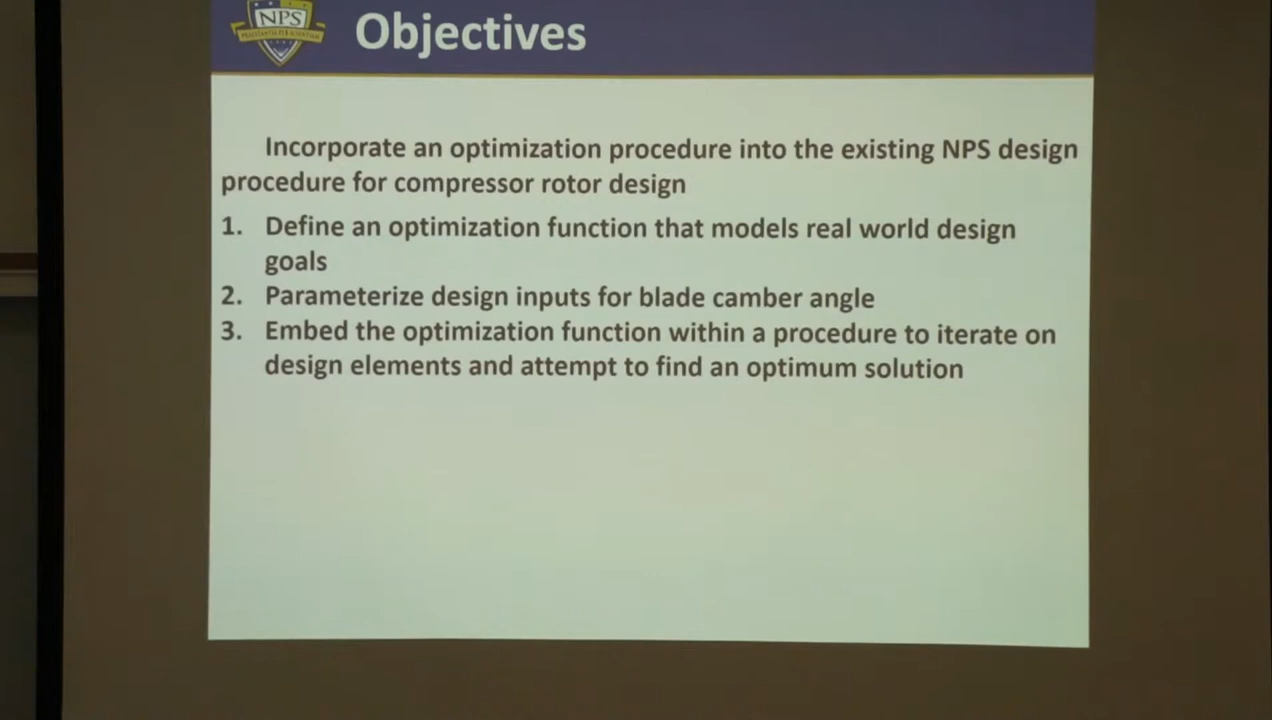 NPS
Objectives
Incorporate an optimization procedure into the existing NPS design
procedure for compressor rotor design
1. Define an optimization function that models real world design
goals
2. Parameterize design inputs for blade camber angle
3. Embed the optimization function within a procedure to iterate on
design elements and attempt to find an optimum solution